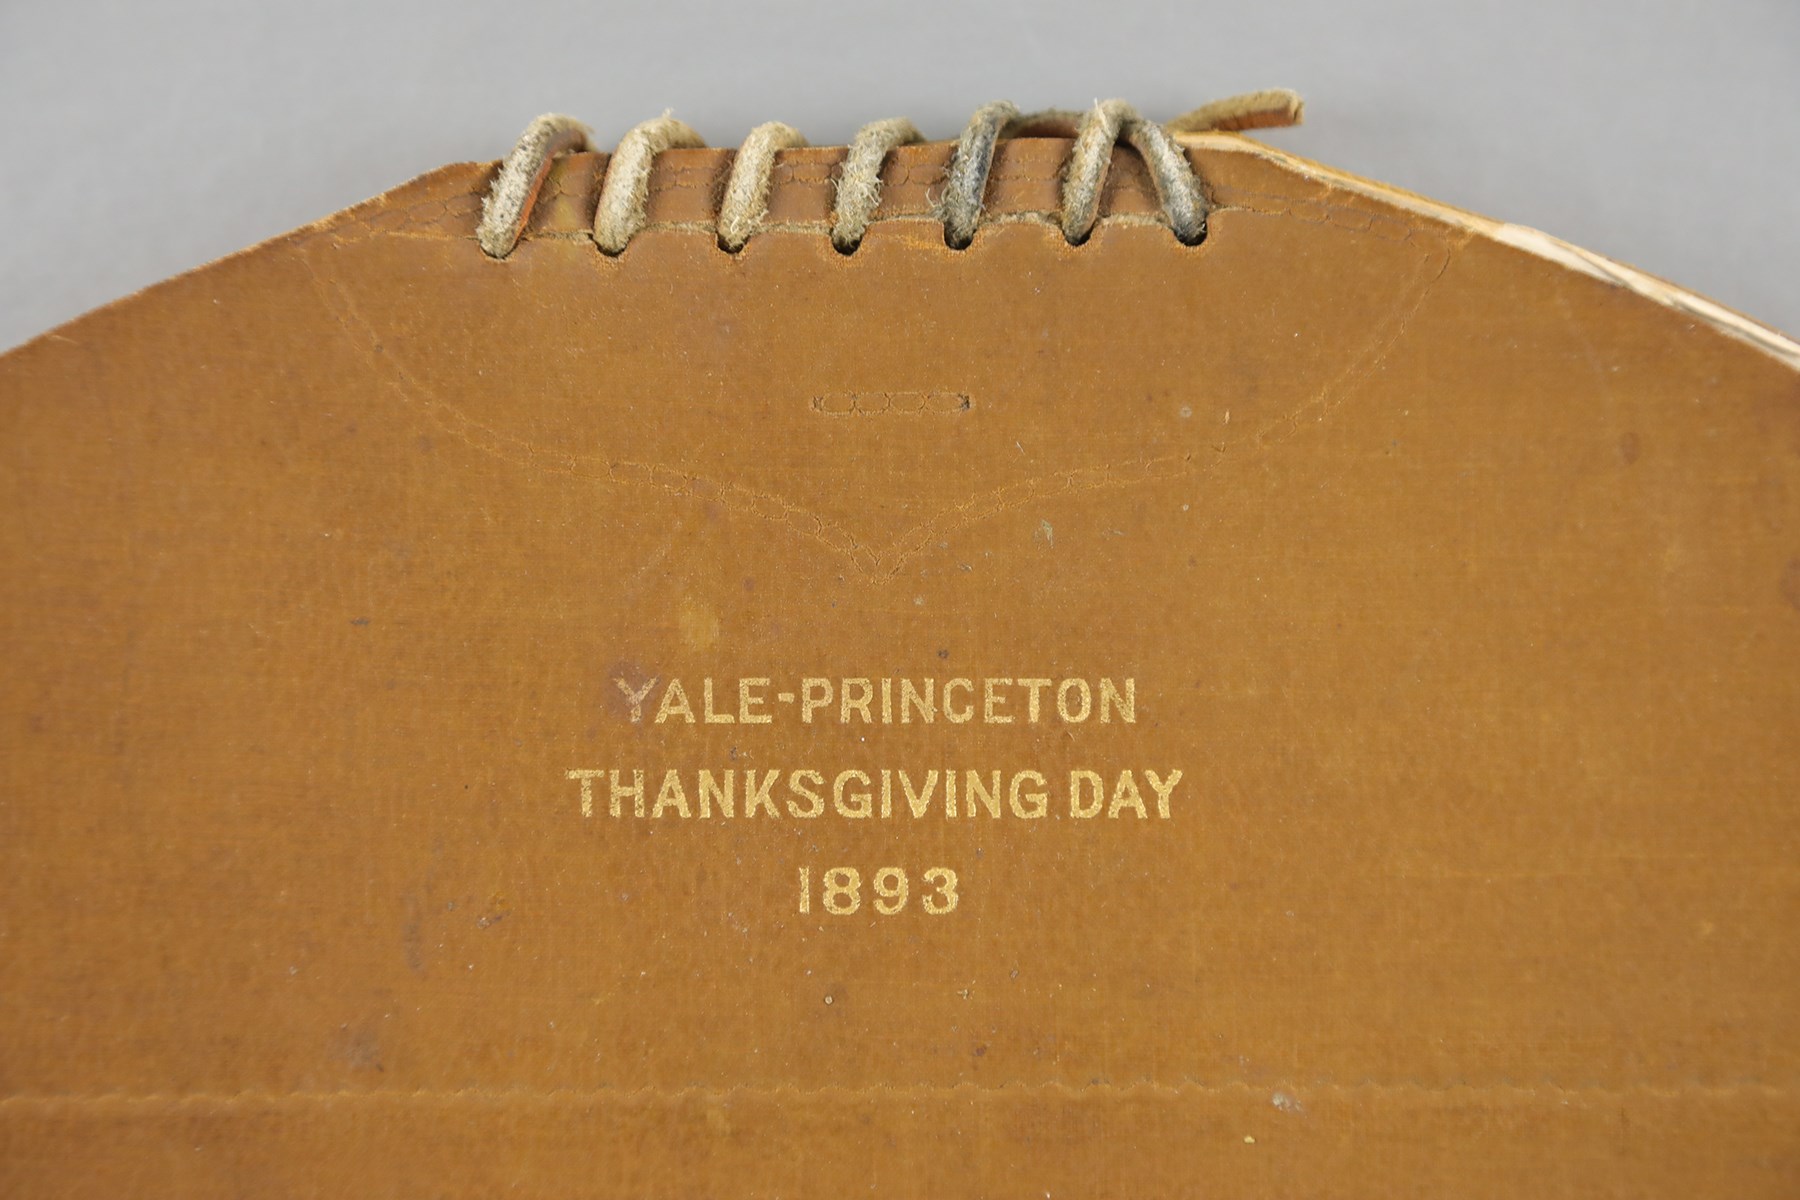 YALE-PRINCETON
THANKSGIVING DAY
1893